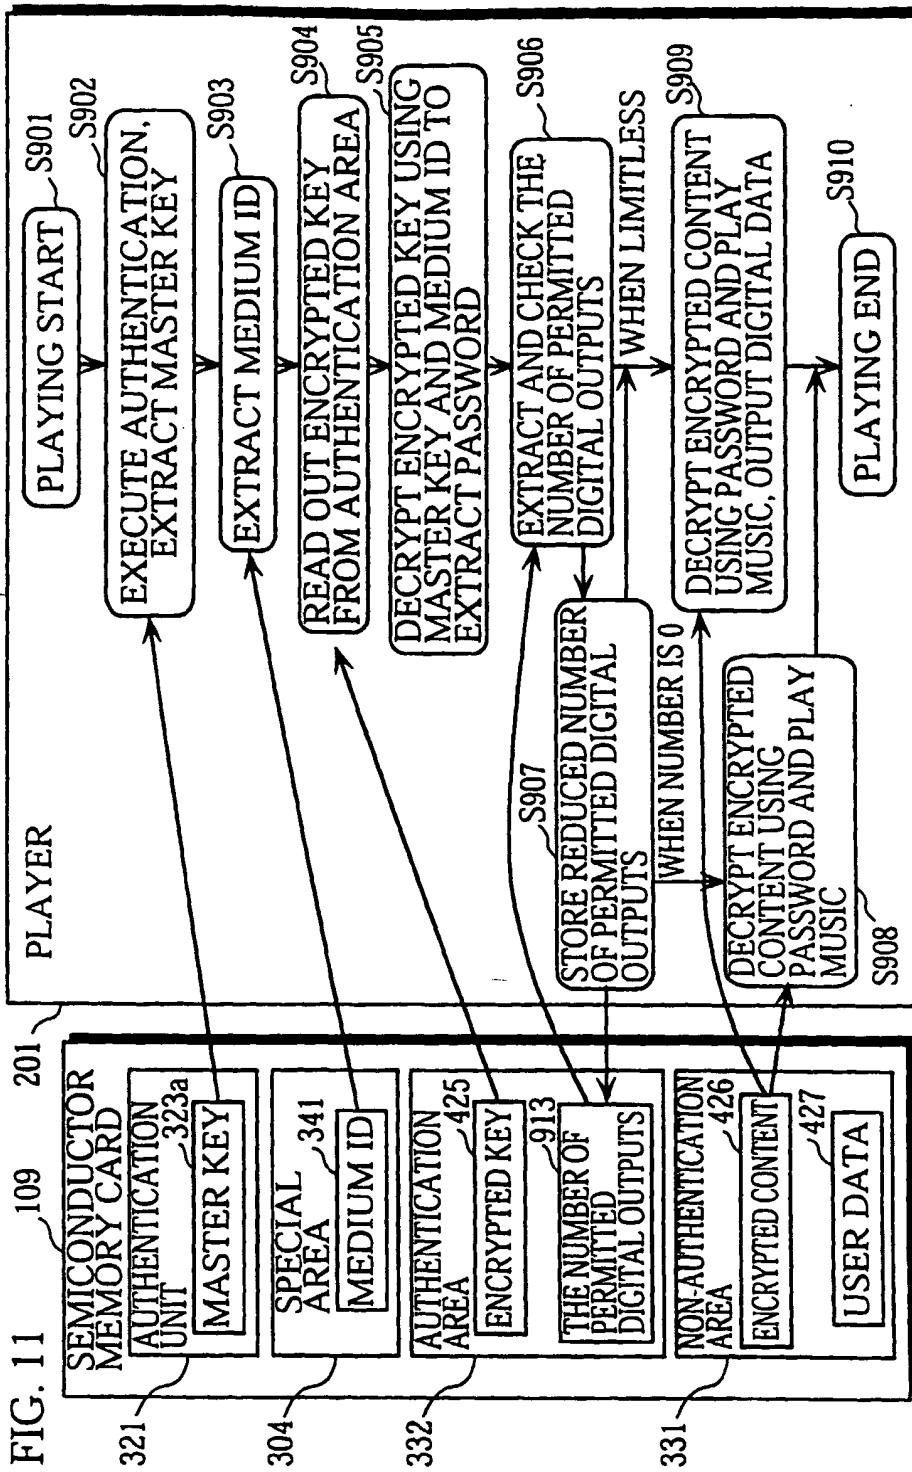 FIG. 11
109
SEMICONDUCTOR
MEMORY CARD
321
AUTHENTICATION
UNIT
323a
MASTER KEY
304
SPECIAL
AREA
341
MEDIUM ID
332
AUTHENTICATION
AREA
425
ENCRYPTED KEY
913
THE NUMBER OF
PERMITTED
DIGITAL OUTPUTS
331
NON-AUTHENTICATION
AREA
426
ENCRYPTED CONTENT
427
USER DATA
201
PLAYER
PLAYING START
S901
EXECUTE AUTHENTICATION,
EXTRACT MASTER KEY
S902
EXTRACT MEDIUM ID
S903
READ OUT ENCRYPTED KEY
FROM AUTHENTICATION AREA
S904
DECRYPT ENCRYPTED KEY USING
MASTER KEY AND MEDIUM ID TO
EXTRACT PASSWORD
S905
EXTRACT AND CHECK THE
NUMBER OF PERMITTED
DIGITAL OUTPUTS
S906
WHEN LIMITLESS
S907
STORE REDUCED NUMBER
OF PERMITTED DIGITAL
OUTPUTS
WHEN NUMBER IS 0
DECRYPT ENCRYPTED
CONTENT USING
PASSWORD AND PLAY
MUSIC
S908
DECRYPT ENCRYPTED CONTENT
USING PASSWORD AND PLAY
MUSIC, OUTPUT DIGITAL DATA
S909
PLAYING END
S910